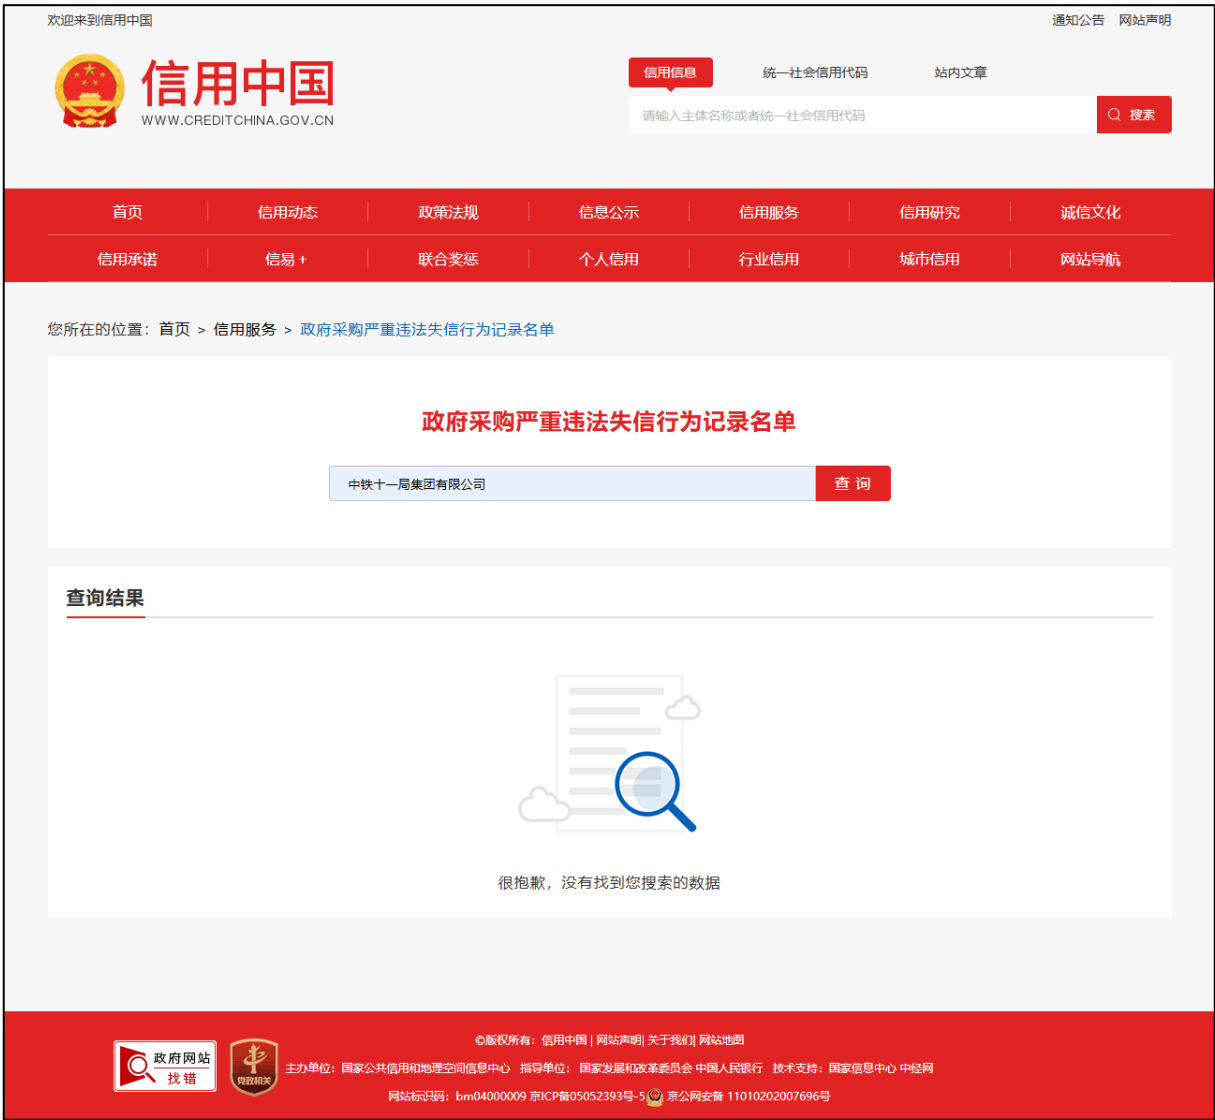 欢迎来到信用中国
通知公告 网站声明
信用中国
WWW.CREDITCHINA.GOV.CN
信用信息 统一社会信用代码 站内文章
请输入主体名称或者统一社会信用代码
搜索
首页 信用动态 政策法规 信息公示 信用服务 信用研究 诚信文化
信用承诺 信易+ 联合奖惩 个人信用 行业信用 城市信用 网站导航
您所在的位置：首页 > 信用服务 > 政府采购严重违法失信行为记录名单
政府采购严重违法失信行为记录名单
中铁十一局集团有限公司
查询
查询结果
很抱歉，没有找到您搜索的数据
政府网站
找错
党政机关
©版权所有：信用中国 | 网站声明| 关于我们| 网站地图
主办单位：国家公共信用和地理空间信息中心 指导单位：国家发展和改革委员会 中国人民银行 技术支持：国家信息中心 中经网
网站标识码：bm04000009 京ICP备05052393号-5 京公网安备 11010202007696号